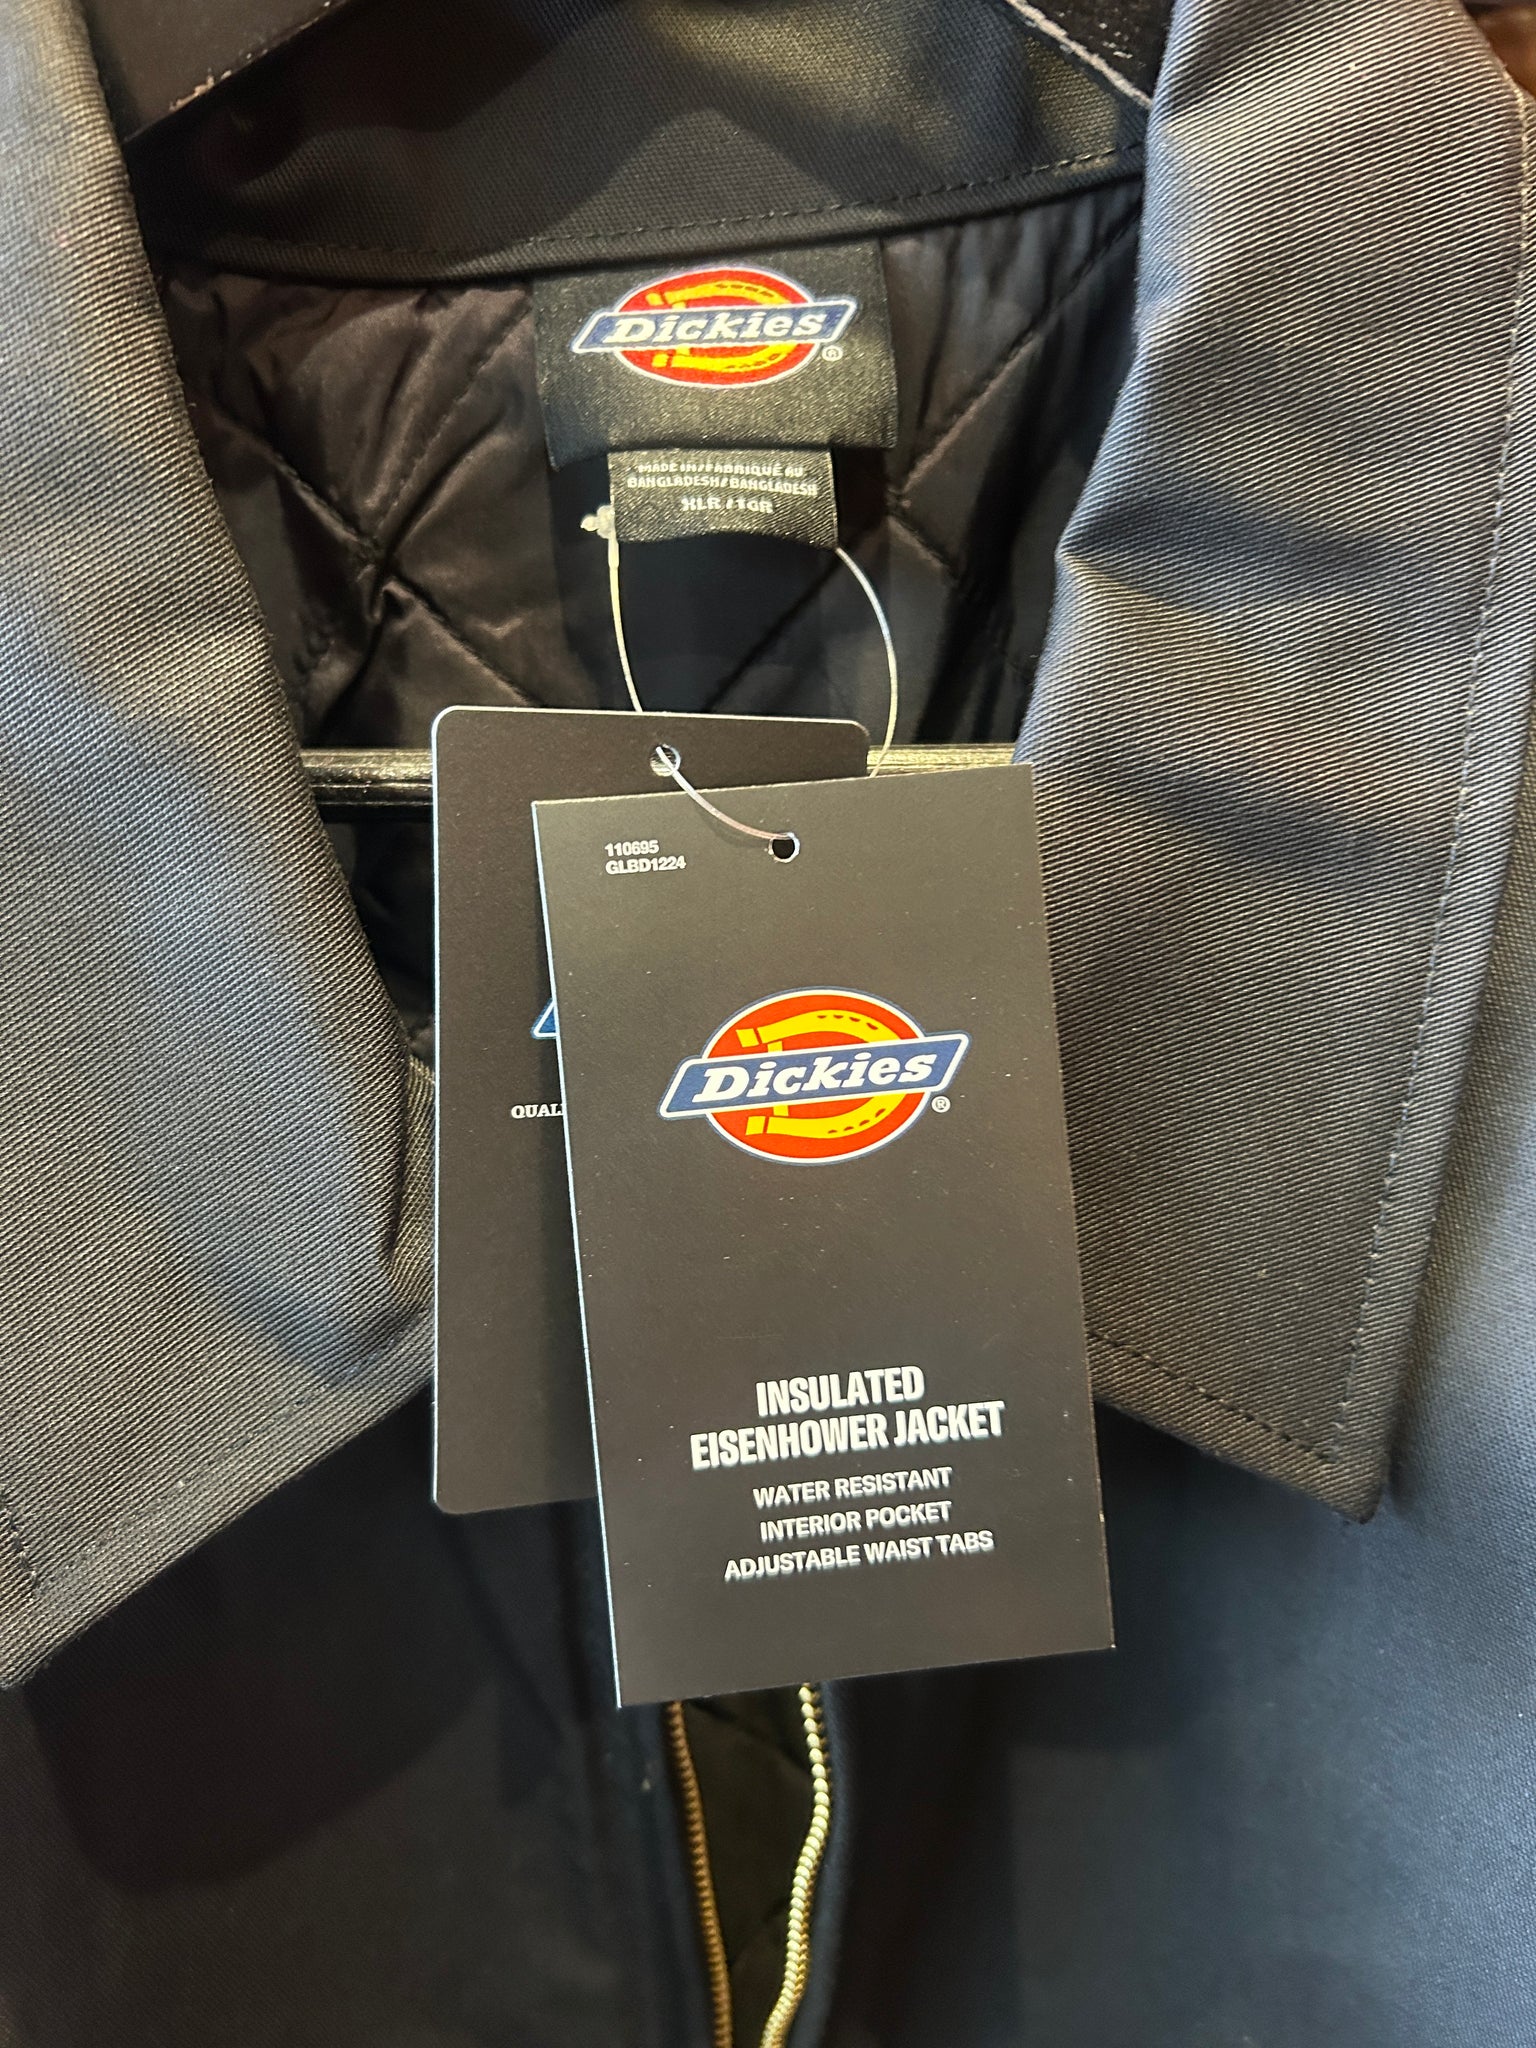 Dickies
®
MADE IN/FABRIQUÉ AU
BANGLADESH/BANGLADESH
XLR / TGR
110695
GLBD1224
Dickies
®
QUAL
INSULATED
EISENHOWER JACKET
WATER RESISTANT
INTERIOR POCKET
ADJUSTABLE WAIST TABS